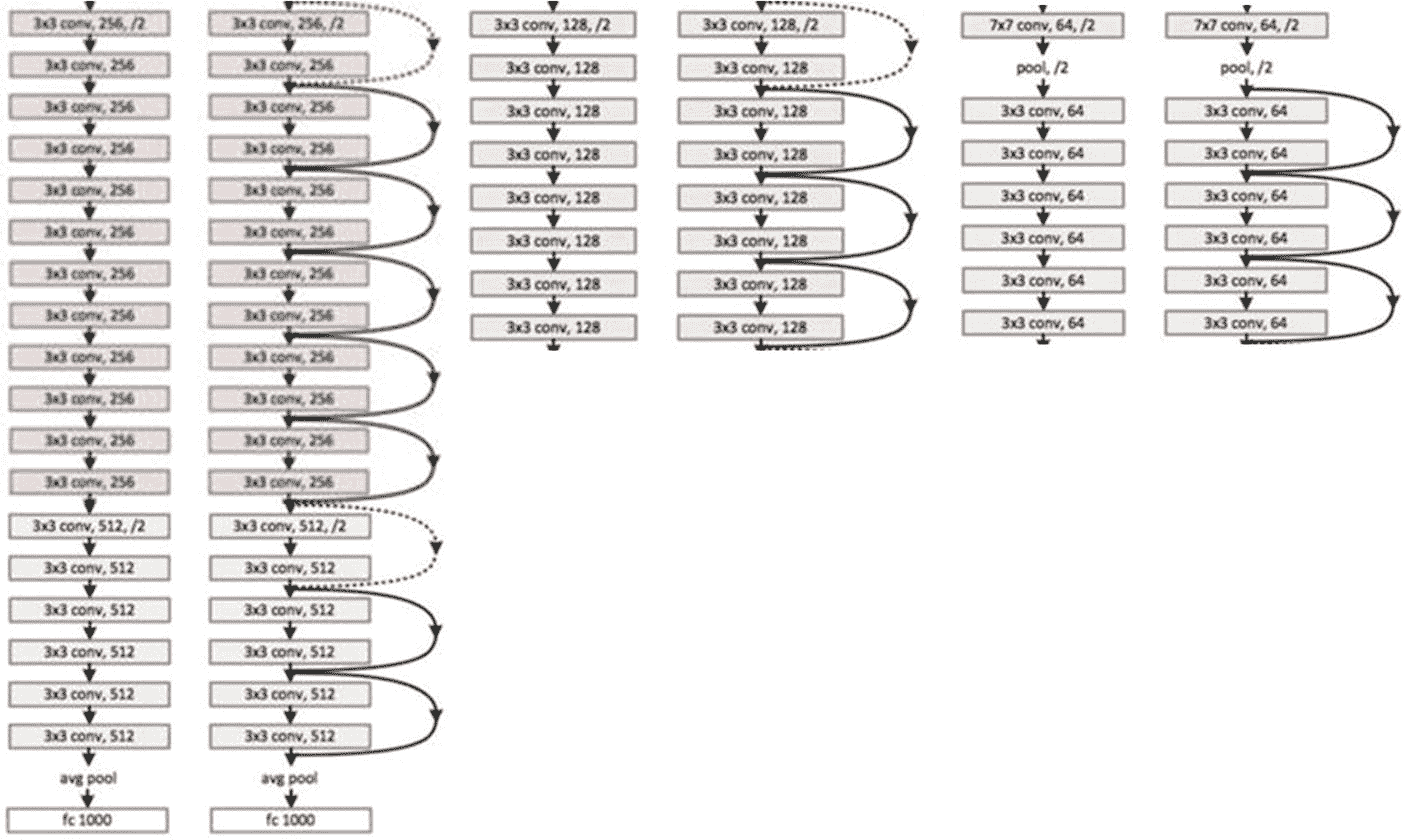 3x3 conv, 256, /2
3x3 conv, 256
3x3 conv, 256
3x3 conv, 256
3x3 conv, 256
3x3 conv, 256
3x3 conv, 256
3x3 conv, 256
3x3 conv, 256
3x3 conv, 256
3x3 conv, 256
3x3 conv, 256
3x3 conv, 512, /2
3x3 conv, 512
3x3 conv, 512
3x3 conv, 512
3x3 conv, 512
3x3 conv, 512
avg pool
fc 1000
3x3 conv, 256, /2
3x3 conv, 256
3x3 conv, 256
3x3 conv, 256
3x3 conv, 256
3x3 conv, 256
3x3 conv, 256
3x3 conv, 256
3x3 conv, 256
3x3 conv, 256
3x3 conv, 256
3x3 conv, 256
3x3 conv, 512, /2
3x3 conv, 512
3x3 conv, 512
3x3 conv, 512
3x3 conv, 512
3x3 conv, 512
avg pool
fc 1000
3x3 conv, 128, /2
3x3 conv, 128
3x3 conv, 128
3x3 conv, 128
3x3 conv, 128
3x3 conv, 128
3x3 conv, 128
3x3 conv, 128
3x3 conv, 128, /2
3x3 conv, 128
3x3 conv, 128
3x3 conv, 128
3x3 conv, 128
3x3 conv, 128
3x3 conv, 128
3x3 conv, 128
7x7 conv, 64, /2
pool, /2
3x3 conv, 64
3x3 conv, 64
3x3 conv, 64
3x3 conv, 64
3x3 conv, 64
3x3 conv, 64
7x7 conv, 64, /2
pool, /2
3x3 conv, 64
3x3 conv, 64
3x3 conv, 64
3x3 conv, 64
3x3 conv, 64
3x3 conv, 64